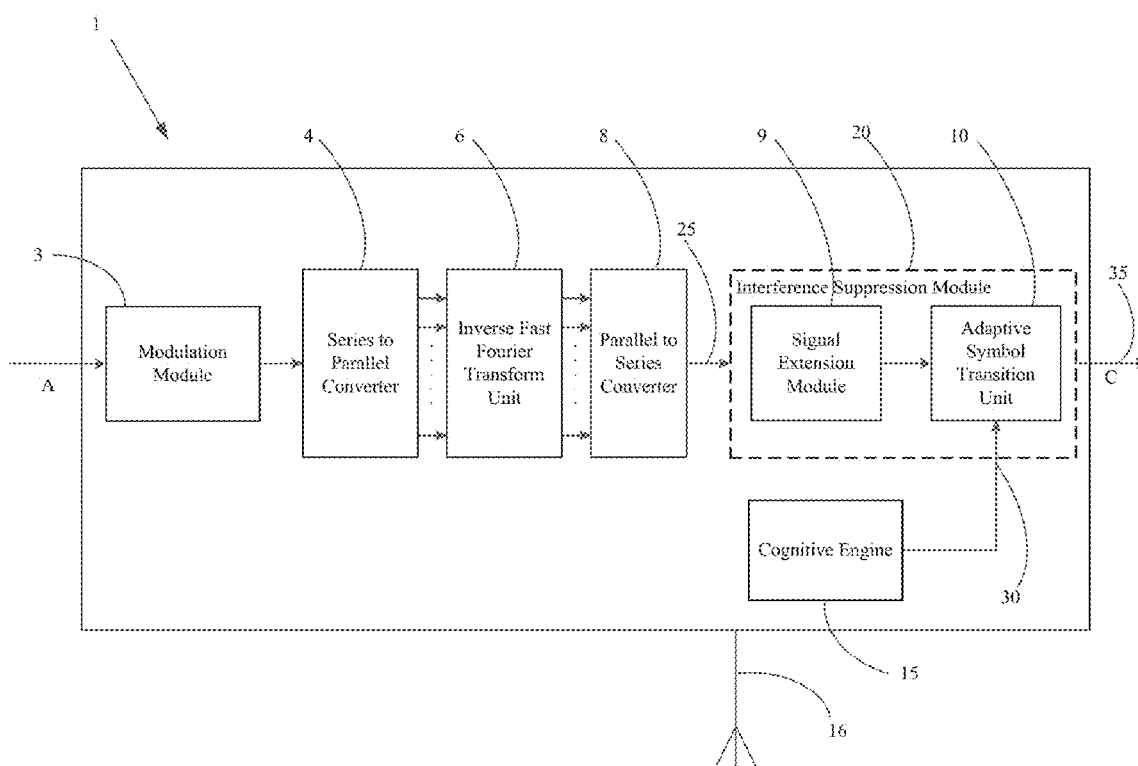 1
4
6
8
9
20
10
25
35
3
Interference Suppression Module
Modulation
Module
Series to
Parallel
Converter
Inverse Fast
Fourier
Transform
Unit
Parallel to
Series
Converter
Signal
Extension
Module
Adaptive
Symbol
Transition
Unit
A
C
Cognitive Engine
30
15
16